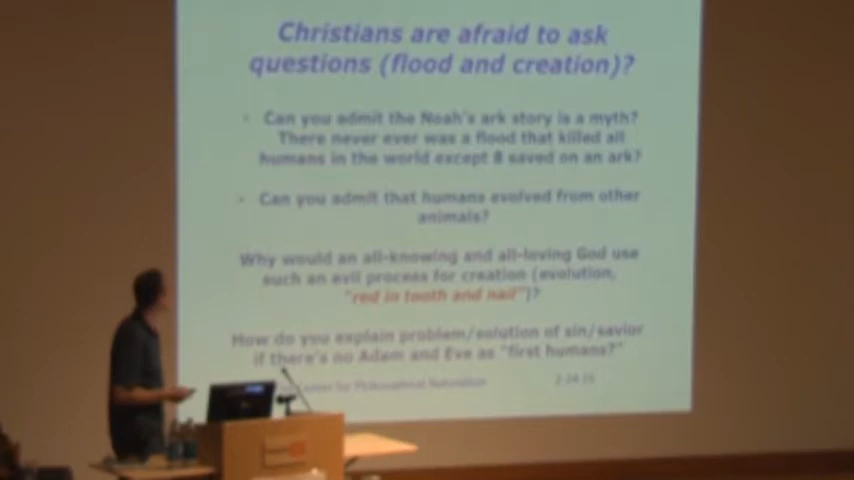 Christians are afraid to ask
questions (flood and creation)?
Can you admit the Noah's ark story is a myth?
There never ever was a flood that killed all
humans in the world except 8 saved on an ark?
Can you admit that humans evolved from other
animals?
Why would an all-knowing and all-loving God use
such an evil process for creation (evolution,
"red in tooth and nail")?
How do you explain problem/solution of sin/savior
if there's no Adam and Eve as "first humans?"
for Philosophical Naturalism